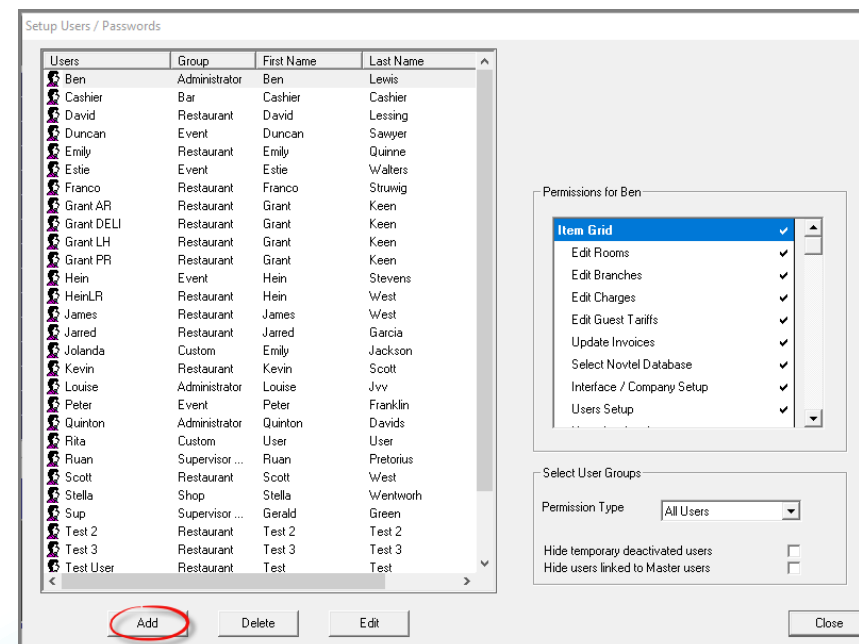 Setup Users / Passwords
Users Group First Name Last Name
Ben Administrator Ben Lewis
Cashier Bar Cashier Cashier
David Restaurant David Lessing
Duncan Event Duncan Sawyer
Emily Restaurant Emily Quinne
Estie Event Estie Walters
Franco Restaurant Franco Struwig
Grant AR Restaurant Grant Keen
Grant DELI Restaurant Grant Keen
Grant LH Restaurant Grant Keen
Grant PR Restaurant Grant Keen
Hein Event Hein Stevens
HeinLR Restaurant Hein West
James Restaurant James West
Jarred Restaurant Jarred Garcia
Jolanda Custom Emily Jackson
Kevin Restaurant Kevin Scott
Louise Administrator Louise Jvv
Peter Event Peter Franklin
Quinton Administrator Quinton Davids
Rita Custom User User
Ruan Supervisor ... Ruan Pretorius
Scott Restaurant Scott West
Stella Shop Stella Wentworh
Sup Supervisor ... Gerald Green
Test 2 Restaurant Test 2 Test 2
Test 3 Restaurant Test 3 Test 3
Test User Restaurant Test Test
Add Delete Edit
Permissions for Ben
Item Grid
Edit Rooms
Edit Branches
Edit Charges
Edit Guest Tariffs
Update Invoices
Select Novtel Database
Interface / Company Setup
Users Setup
Select User Groups
Permission Type All Users
Hide temporary deactivated users
Hide users linked to Master users
Close